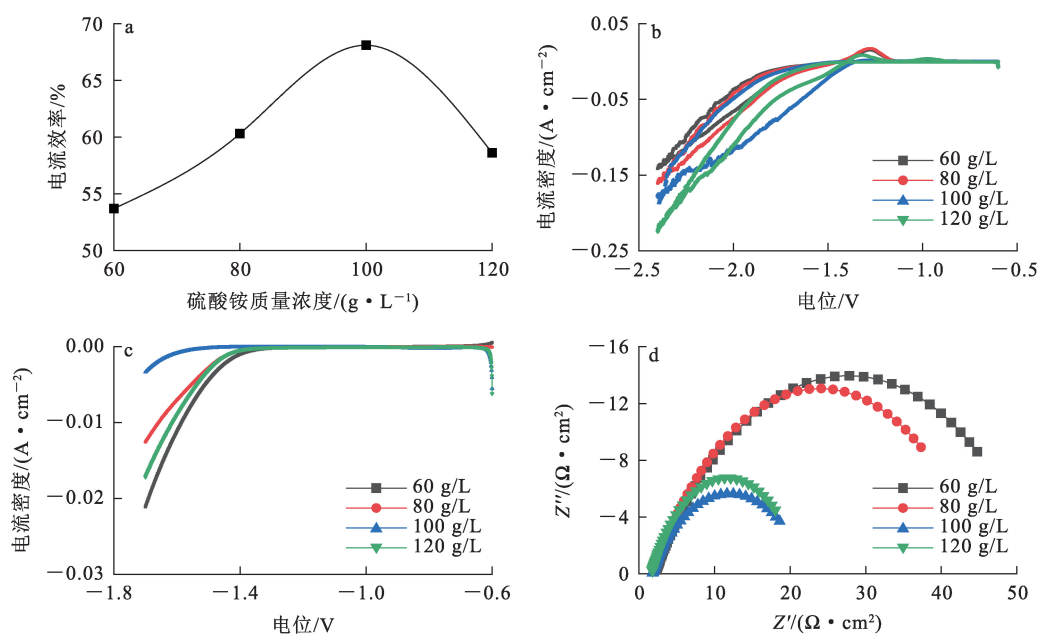 a
70
65
60
55
50
电流效率/%
60
80
100
120
硫酸铵质量浓度/(g·L⁻¹)
b
−0.05
−0.05
−0.15
−0.25
电流密度/(A·cm⁻²)
60 g/L
80 g/L
100 g/L
120 g/L
−2.5
−2.0
−1.5
−1.0
−0.5
电位/V
c
0.00
−0.01
−0.02
−0.03
电流密度/(A·cm⁻²)
60 g/L
80 g/L
100 g/L
120 g/L
−1.8
−1.4
−1.0
−0.6
电位/V
d
−16
−12
−8
−4
0
Z''/(Ω·cm²)
60 g/L
80 g/L
100 g/L
120 g/L
0
10
20
30
40
50
Z'/(Ω·cm²)